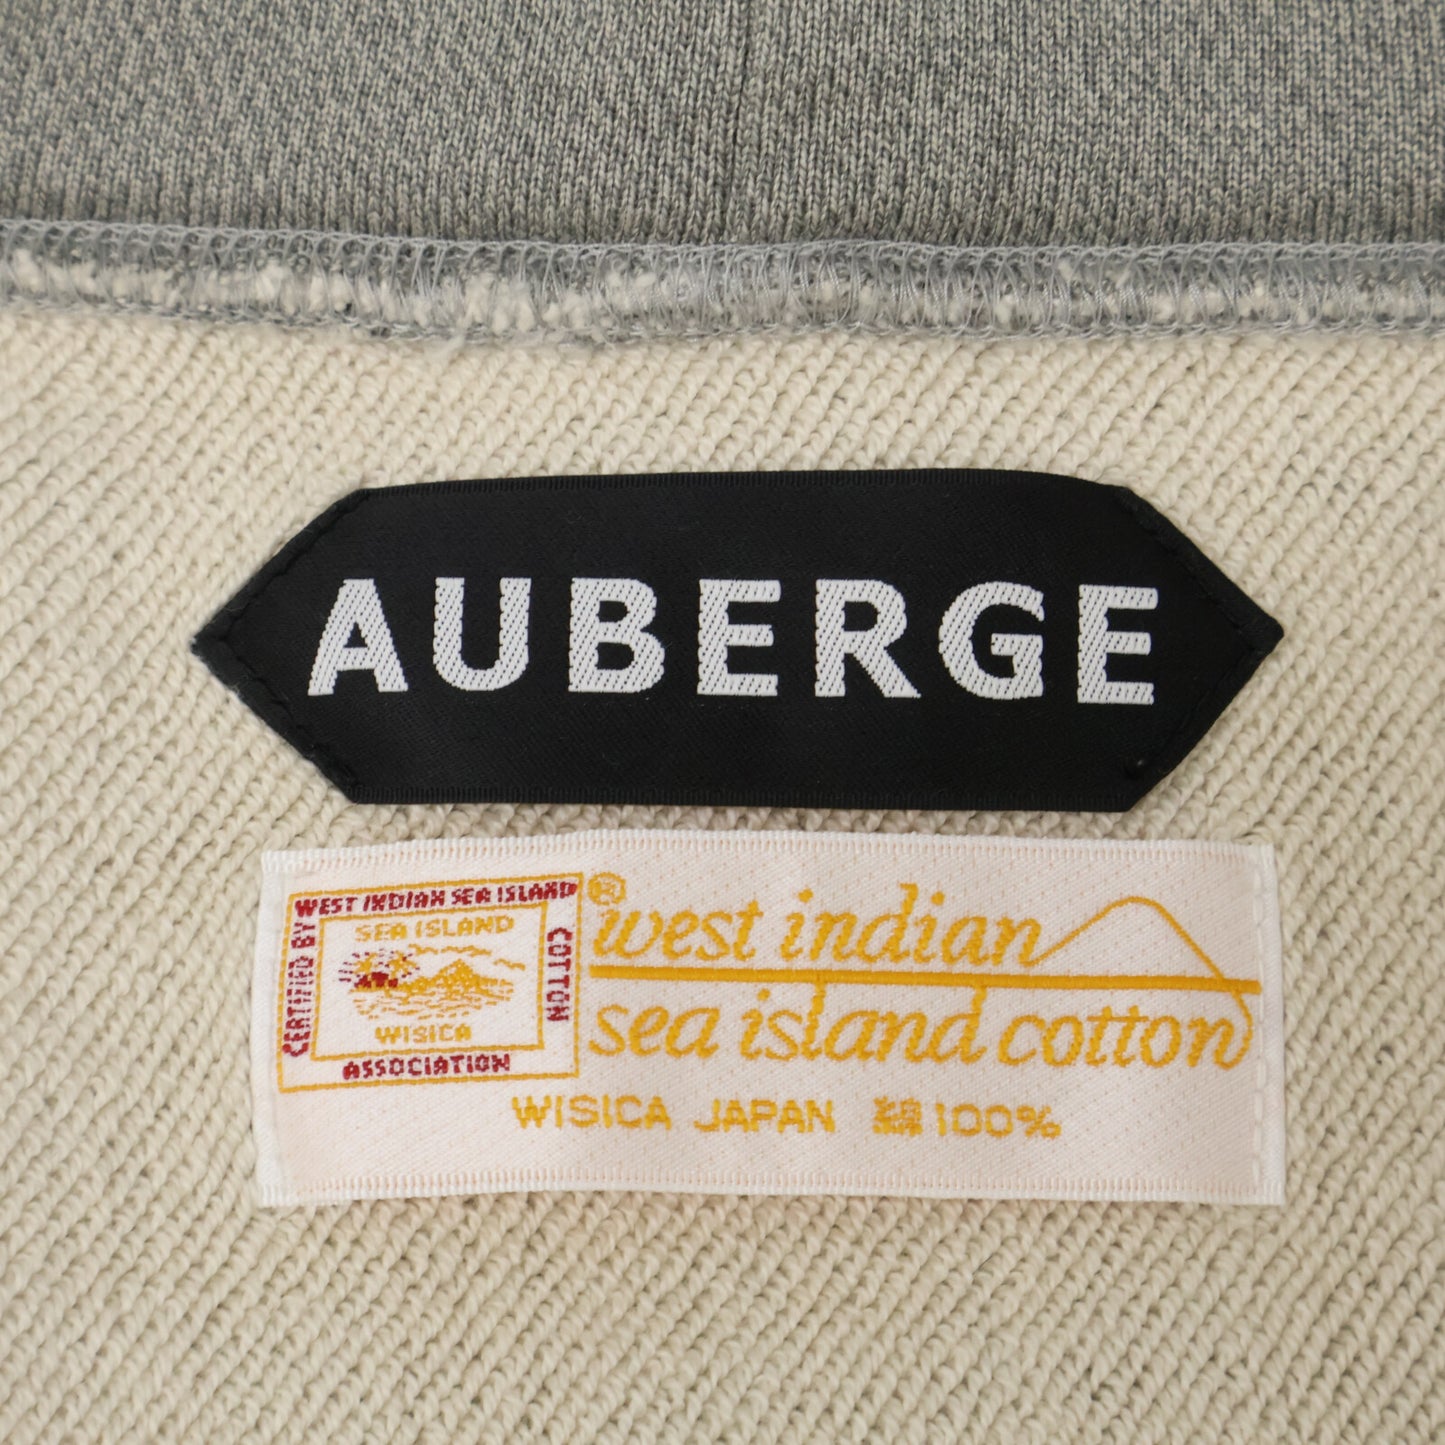 AUBERGE
CERTIFIED BY WEST INDIAN SEA ISLAND COTTON
ASSOCIATION
SEA ISLAND
WISICA
® west indian
sea island cotton
WISICA JAPAN 綿100%